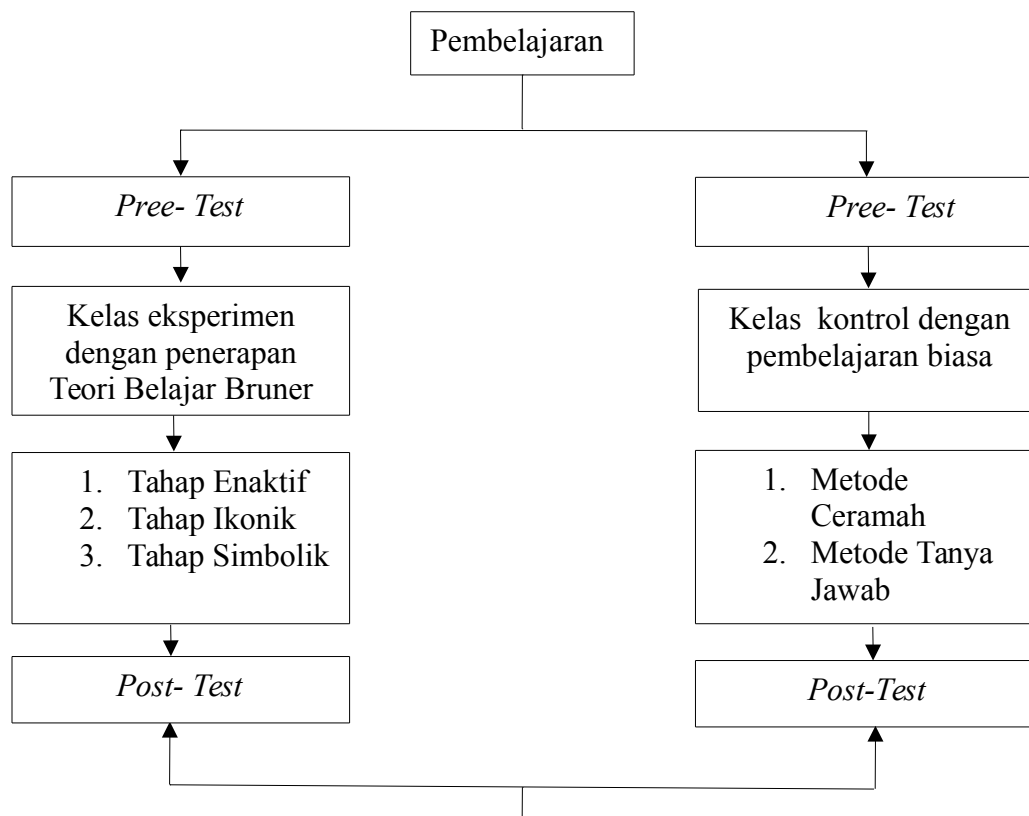 Pembelajaran
Pree- Test
Pree- Test
Kelas eksperimen
dengan penerapan
Teori Belajar Bruner
Kelas kontrol dengan
pembelajaran biasa
1. Tahap Enaktif
2. Tahap Ikonik
3. Tahap Simbolik
1. Metode
Ceramah
2. Metode Tanya
Jawab
Post- Test
Post-Test